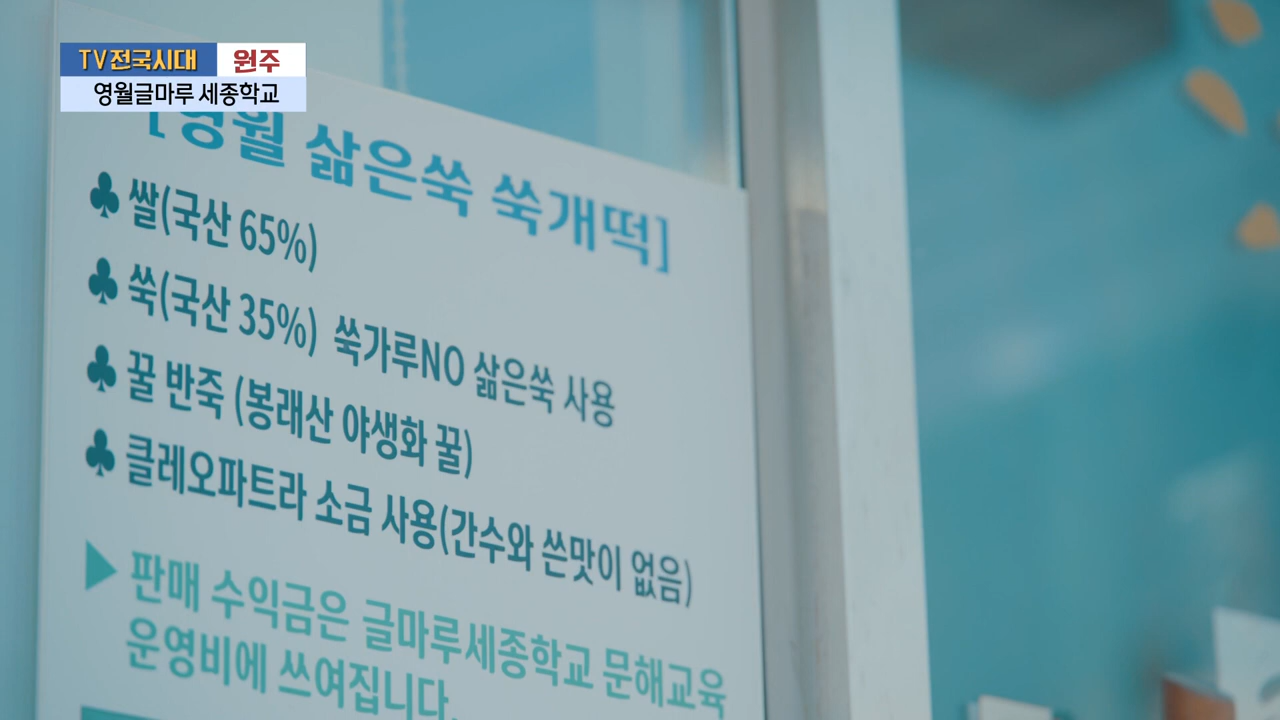 TV전국시대 원주
영월글마루 세종학교
[영월 삶은쑥 쑥개떡]
♣ 쌀(국산 65%)
♣ 쑥(국산 35%) 쑥가루NO 삶은쑥 사용
♣ 꿀 반죽 (봉래산 야생화 꿀)
♣ 클레오파트라 소금 사용(간수와 쓴맛이 없음)
▶ 판매 수익금은 글마루세종학교 문해교육
운영비에 쓰여집니다.